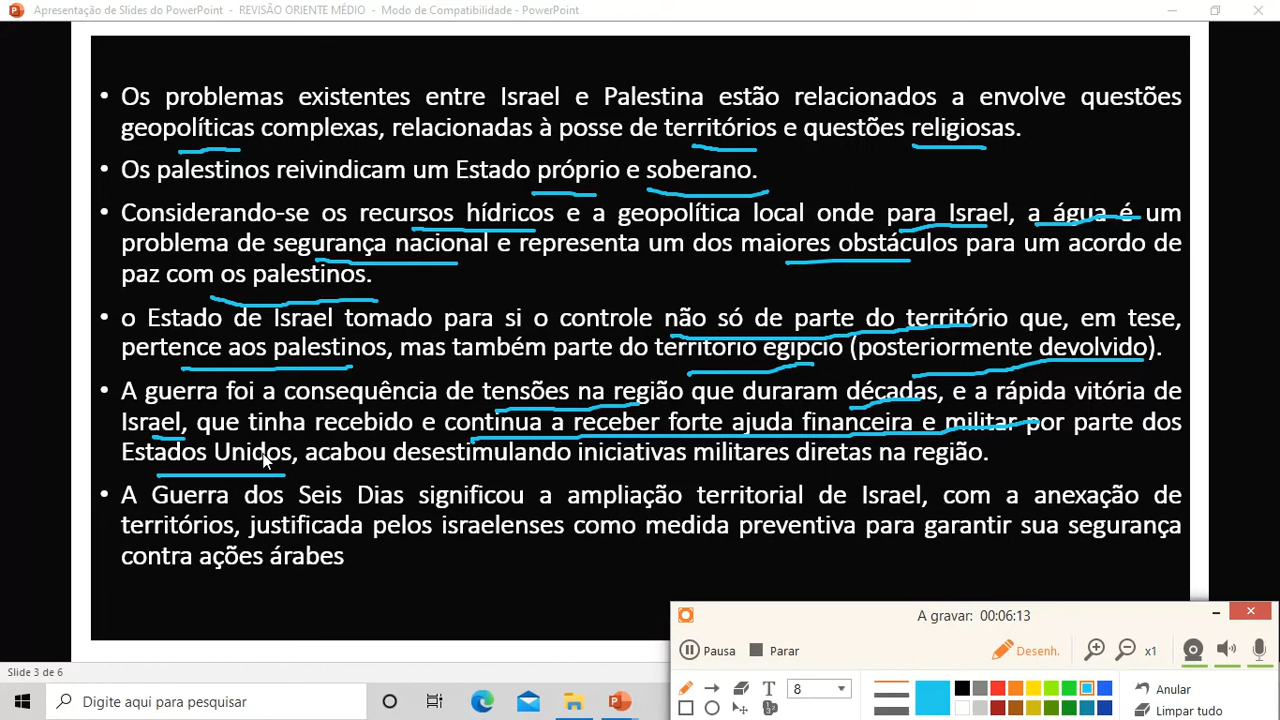 Apresentação de Slides do PowerPoint - REVISÃO ORIENTE MÉDIO - Modo de Compatibilidade - PowerPoint
• Os problemas existentes entre Israel e Palestina estão relacionados a envolve questões
geopolíticas complexas, relacionadas à posse de territórios e questões religiosas.
• Os palestinos reivindicam um Estado próprio e soberano.
• Considerando-se os recursos hídricos e a geopolítica local onde para Israel, a água é um
problema de segurança nacional e representa um dos maiores obstáculos para um acordo de
paz com os palestinos.
• o Estado de Israel tomado para si o controle não só de parte do território que, em tese,
pertence aos palestinos, mas também parte do território egípcio (posteriormente devolvido).
• A guerra foi a consequência de tensões na região que duraram décadas, e a rápida vitória de
Israel, que tinha recebido e continua a receber forte ajuda financeira e militar por parte dos
Estados Unidos, acabou desestimulando iniciativas militares diretas na região.
• A Guerra dos Seis Dias significou a ampliação territorial de Israel, com a anexação de
territórios, justificada pelos israelenses como medida preventiva para garantir sua segurança
contra ações árabes
A gravar: 00:06:13
Pausa Parar Desenh. x1
Slide 3 de 6
T 8 Anular
Digite aqui para pesquisar
Limpar tudo